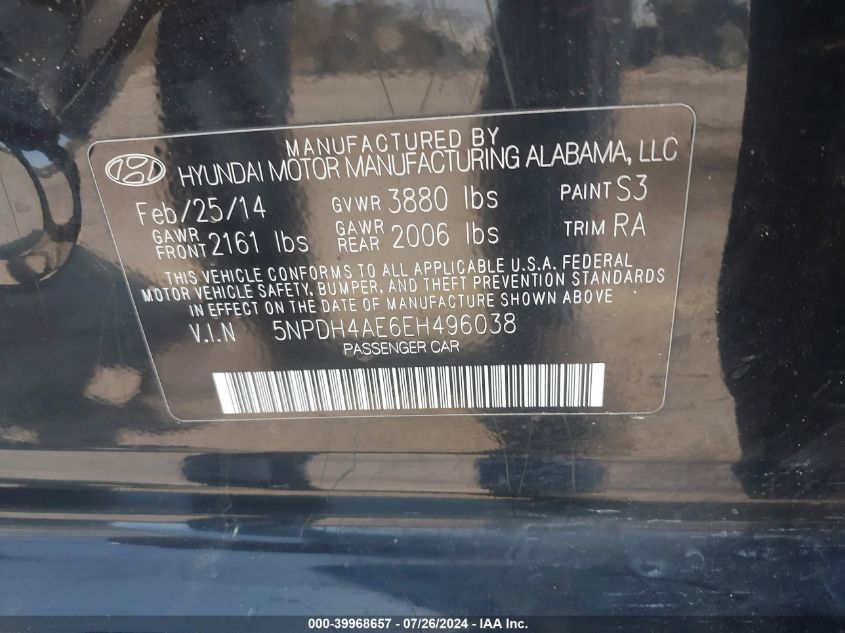 MANUFACTURED BY
HYUNDAI MOTOR MANUFACTURING ALABAMA, LLC
Feb/25/14 GVWR 3880 lbs PAINT S3
GAWR FRONT 2161 lbs GAWR REAR 2006 lbs TRIM RA
THIS VEHICLE CONFORMS TO ALL APPLICABLE U.S.A. FEDERAL
MOTOR VEHICLE SAFETY, BUMPER, AND THEFT PREVENTION STANDARDS
IN EFFECT ON THE DATE OF MANUFACTURE SHOWN ABOVE
V.I.N 5NPDH4AE6EH496038
PASSENGER CAR
000-39968657 - 07/26/2024 - IAAI Inc.